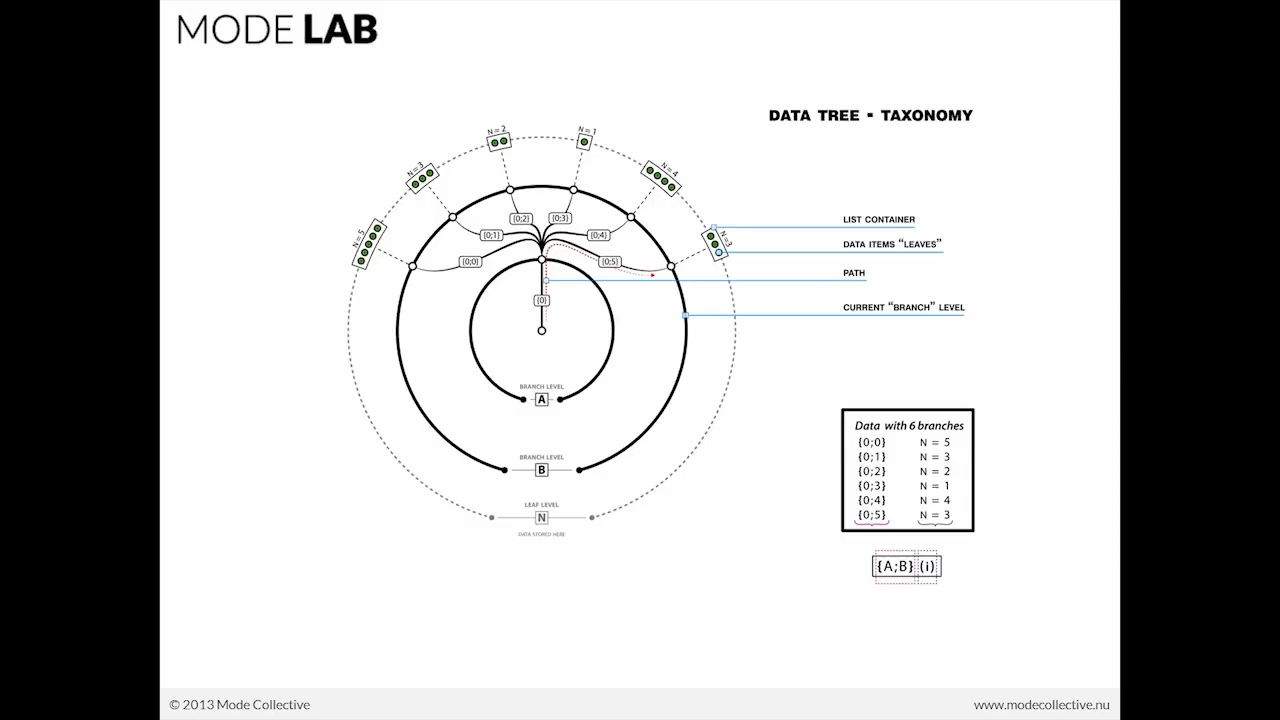 MODE LAB
DATA TREE - TAXONOMY
N = 5
N = 3
N = 2
N = 1
N = 4
N = 3
{0;0}
{0;1}
{0;2}
{0;3}
{0;4}
{0;5}
{0}
LIST CONTAINER
DATA ITEMS “LEAVES”
PATH
CURRENT “BRANCH” LEVEL
BRANCH LEVEL
A
BRANCH LEVEL
B
LEAF LEVEL
N
DATA STORED HERE
Data with 6 branches
{0;0} N = 5
{0;1} N = 3
{0;2} N = 2
{0;3} N = 1
{0;4} N = 4
{0;5} N = 3
{A;B} (i)
© 2013 Mode Collective
www.modecollective.nu